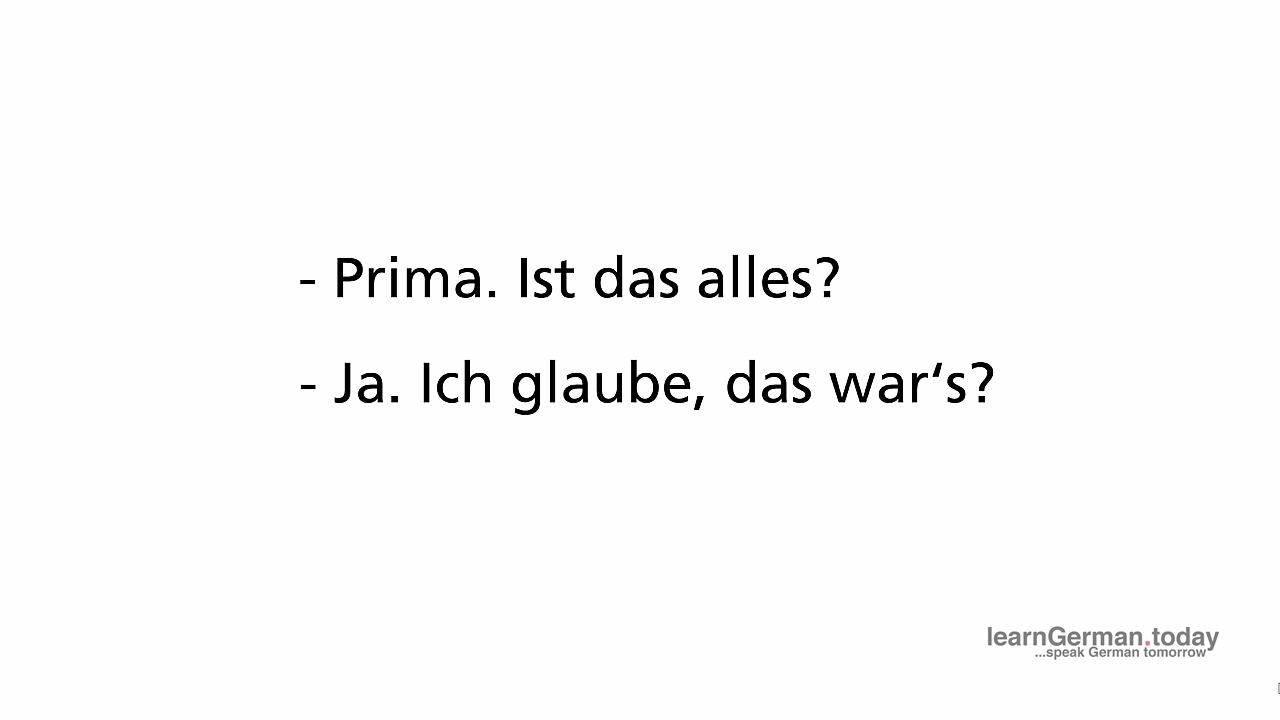 - Prima. Ist das alles?
- Ja. Ich glaube, das war‘s?
learnGerman.today
...speak German tomorrow